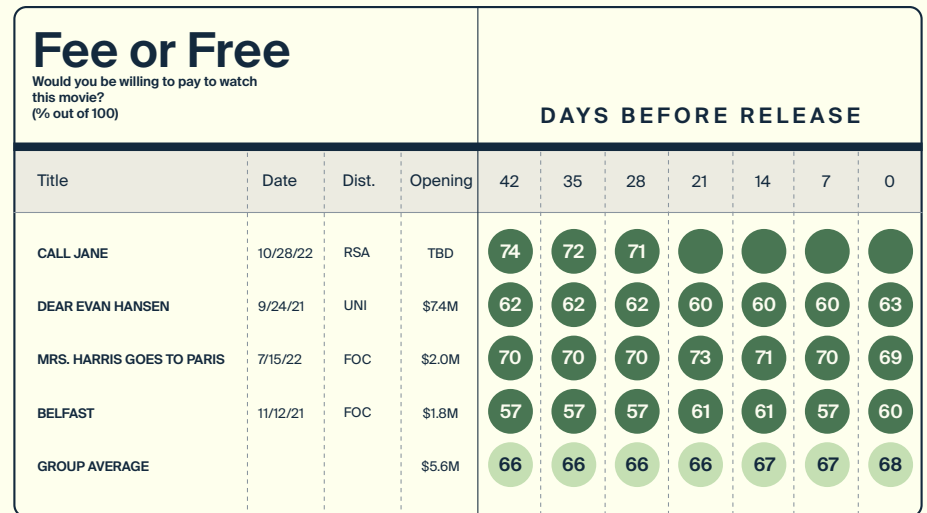 Fee or Free
Would you be willing to pay to watch
this movie?
(% out of 100)
DAYS BEFORE RELEASE
Title Date Dist. Opening 42 35 28 21 14 7 0
CALL JANE 10/28/22 RSA TBD 74 72 71
DEAR EVAN HANSEN 9/24/21 UNI $7.4M 62 62 62 60 60 60 63
MRS. HARRIS GOES TO PARIS 7/15/22 FOC $2.0M 70 70 70 73 71 70 69
BELFAST 11/12/21 FOC $1.8M 57 57 57 61 61 57 60
GROUP AVERAGE $5.6M 66 66 66 66 67 67 68